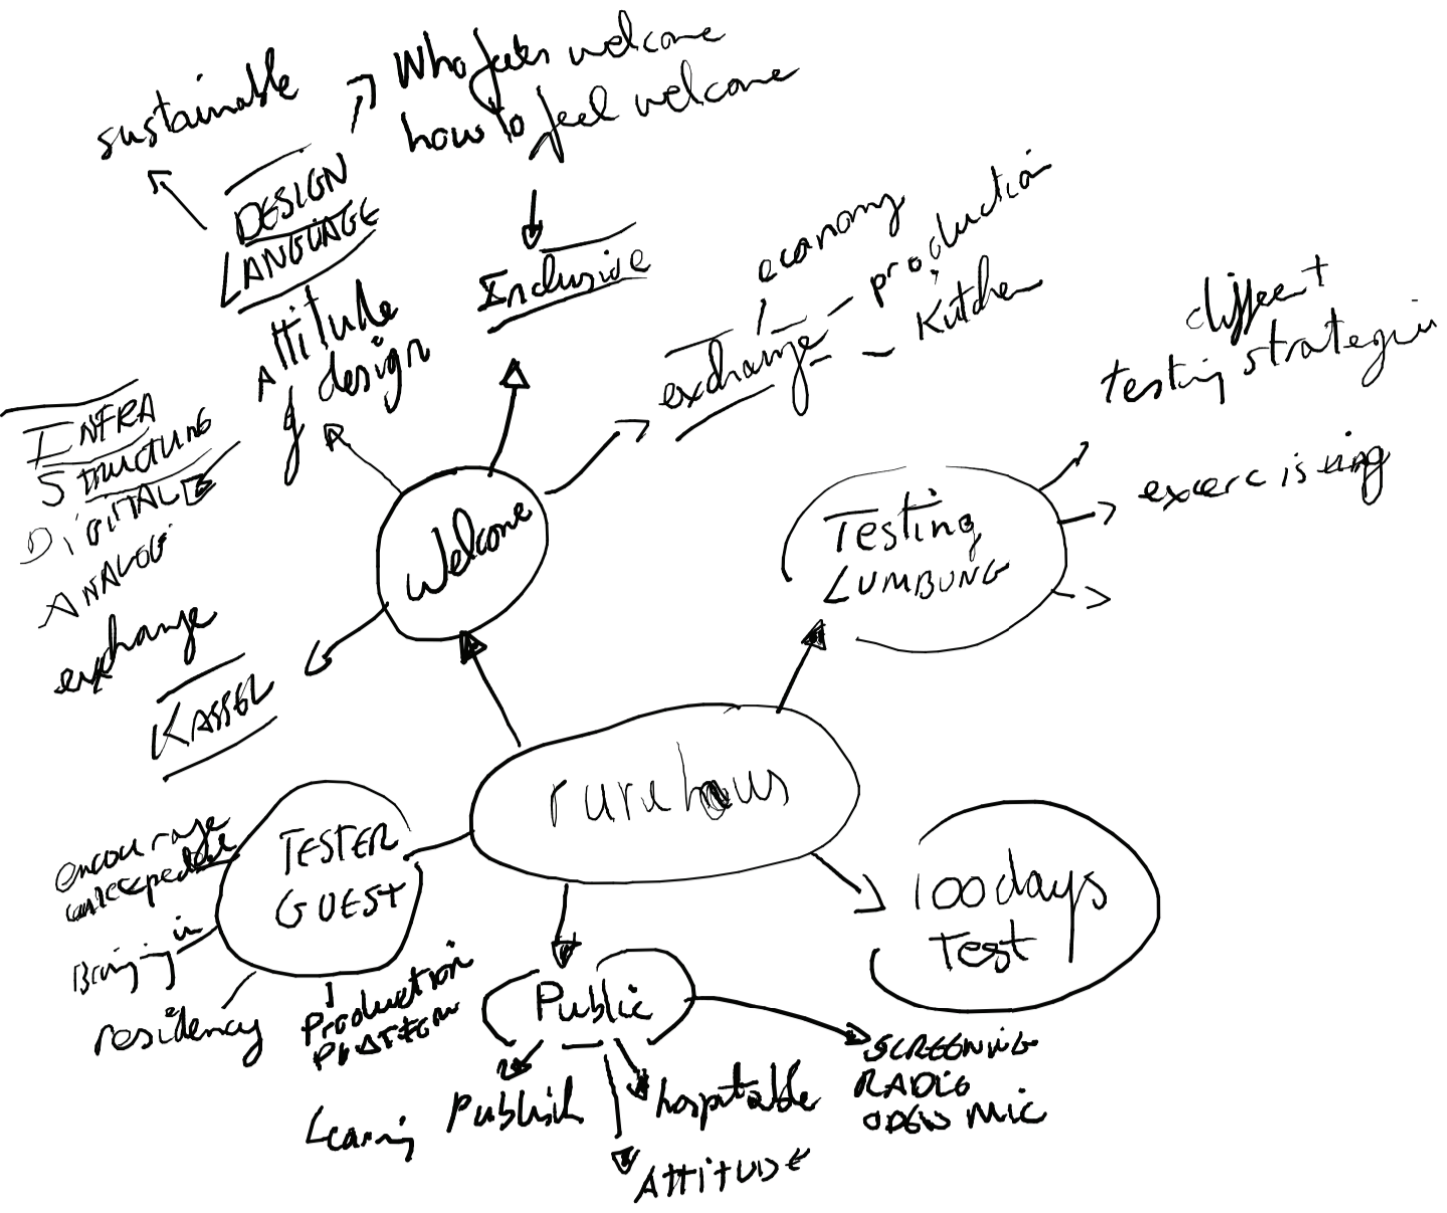 sustainable
Who feels welcome
how to feel welcome
DESIGN
LANGUAGE
Inclusive
Attitude
of design
exchange
economy
production
Kitchen
different
testing strategies
INFRA
Structure
DIGITAL
ANALOG
exchange
KASSEL
Welcome
Testing
LUMBUNG
ruruhaus
TESTER
GUEST
encourage
Bringing in
residency
Production
PLATFORM
100 days
Test
Public
Learning
Publish
hospitable
ATTITUDE
SCREENING
RADIO
OPEN MIC